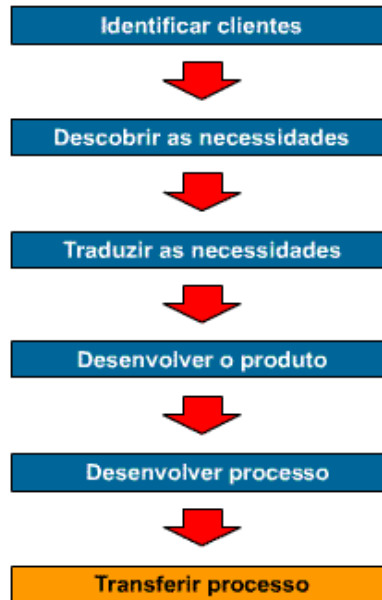 Identificar clientes
Descobrir as necessidades
Traduzir as necessidades
Desenvolver o produto
Desenvolver processo
Transferir processo